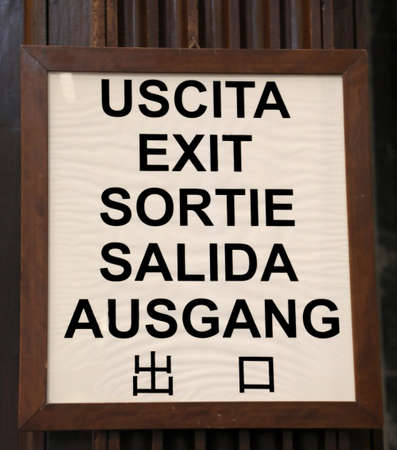 USCITA
EXIT
SORTIE
SALIDA
AUSGANG
出 口